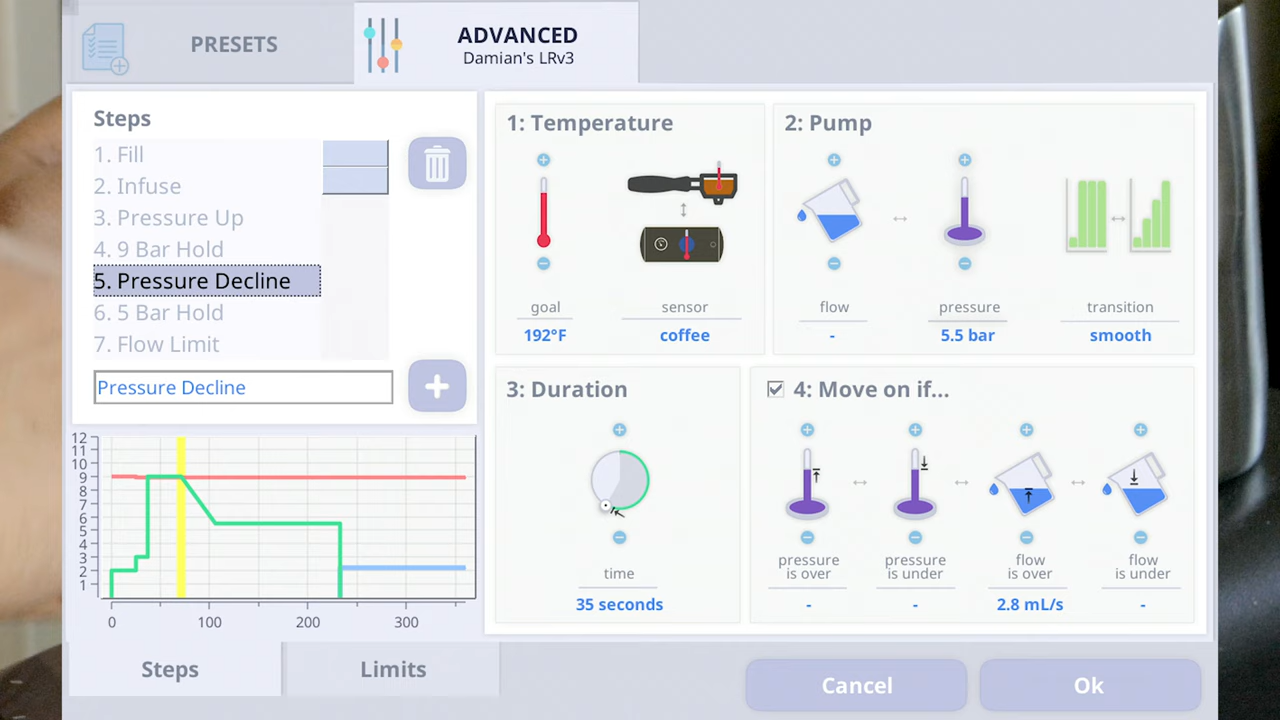 PRESETS
ADVANCED
Damian's LRv3
Steps
1. Fill
2. Infuse
3. Pressure Up
4. 9 Bar Hold
5. Pressure Decline
6. 5 Bar Hold
7. Flow Limit
Pressure Decline
12
11
10
9
8
7
6
5
4
3
2
1
0 100 200 300
1: Temperature
goal sensor
192°F coffee
2: Pump
flow pressure transition
- 5.5 bar smooth
3: Duration
time
35 seconds
4: Move on if...
pressure is over
-
pressure is under
-
flow is over
2.8 mL/s
flow is under
-
Steps Limits
Cancel Ok